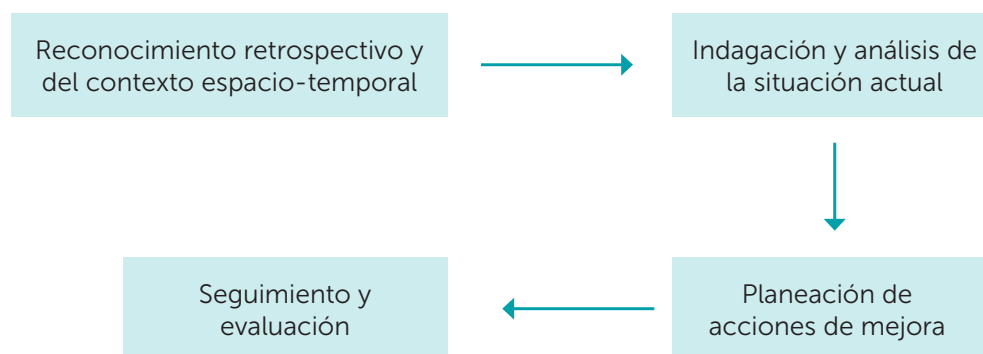 Reconocimiento retrospectivo y
del contexto espacio-temporal
Indagación y análisis de
la situación actual
Planeación de
acciones de mejora
Seguimiento y
evaluación